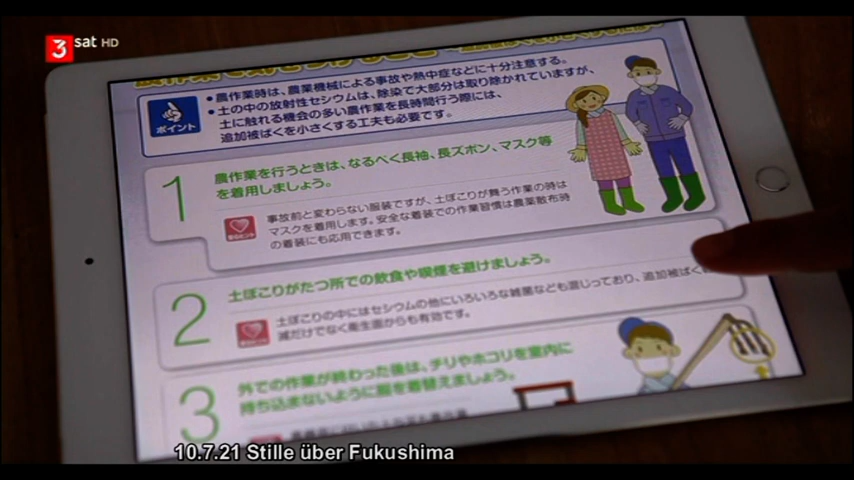 3sat HD
ポイント
●農作業時は、農業機械による事故や熱中症などに十分注意する。
●土の中の放射性セシウムは、除染で大部分は取り除かれていますが、
土に触れる機会の多い農作業を長時間行う際には、
追加被ばくを小さくする工夫も必要です。
1
農作業を行うときは、なるべく長袖、長ズボン、マスク等
を着用しましょう。
事故前と変わらない服装ですが、土ぼこりが舞う作業の時は
マスクを着用します。安全な着装での作業習慣は農薬散布時
の着装にも応用できます。
2
土ぼこりがたつ所での飲食や喫煙を避けましょう。
土ぼこりの中にはセシウムの他にいろいろな雑菌なども混じっており、追加被ばく
減だけでなく衛生面からも有効です。
3
外での作業が終わった後は、チリやホコリを室内に
持ち込まないように服を着替えましょう。
10.7.21 Stille über Fukushima